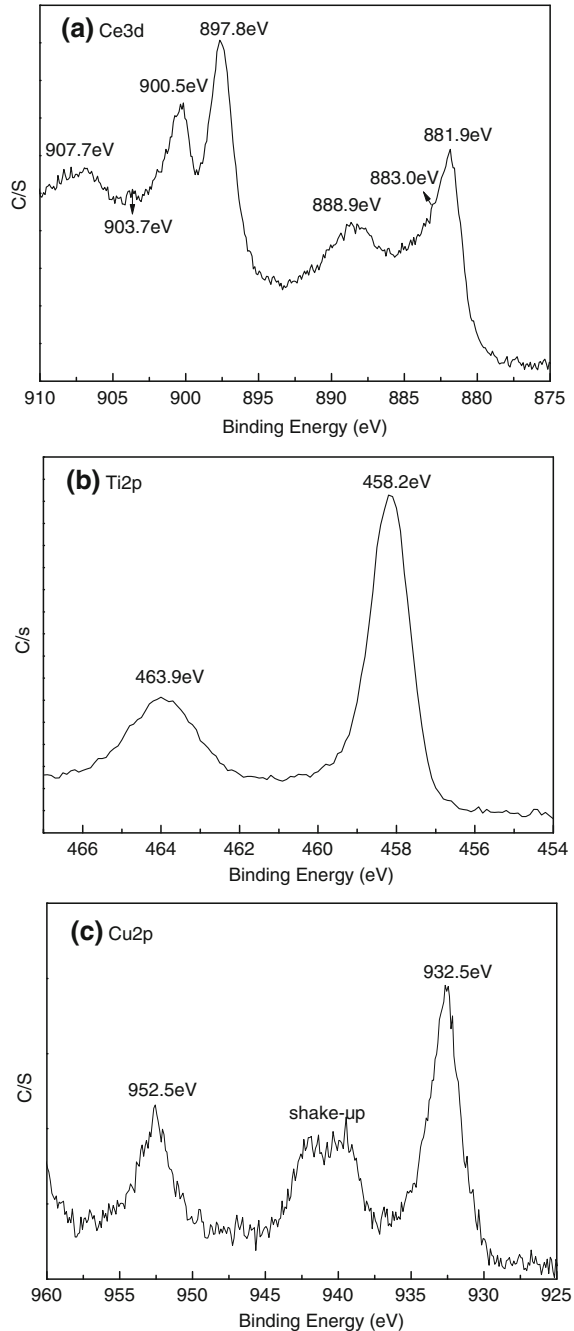 (a) Ce3d
897.8eV
900.5eV
881.9eV
907.7eV
883.0eV
888.9eV
903.7eV
C/S
910 905 900 895 890 885 880 875
Binding Energy (eV)
(b) Ti2p
458.2eV
463.9eV
C/s
466 464 462 460 458 456 454
Binding Energy (eV)
(c) Cu2p
932.5eV
952.5eV
shake-up
C/S
960 955 950 945 940 935 930 925
Binding Energy (eV)